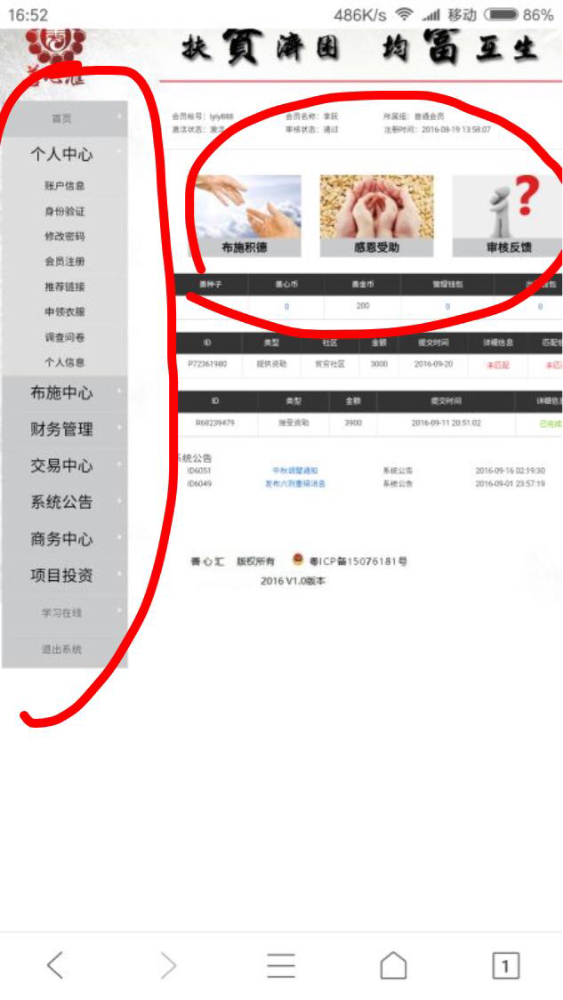 16:52 486K/s 移动 86%
善心汇
扶貧濟困 均富互生
首页
个人中心
账户信息
身份验证
修改密码
会员注册
推荐链接
申领衣服
调查问卷
个人信息
布施中心
财务管理
交易中心
系统公告
商务中心
项目投资
学习在线
退出系统
会员帐号: lyly888 会员名称: 李跃 所属组: 普通会员
激活状态: 激活 审核状态: 通过 注册时间: 2016-08-19 13:58:07
布施积德 感恩受助 审核反馈
善种子 善心币 善金币 管理钱包
0 200 0 0
ID 类型 社区 金额 提交时间 详细信息
P72361980 提供资助 贫穷社区 3000 2016-09-20 未匹配
ID 类型 金额 提交时间 详细信息
R68239479 接受资助 3900 2016-09-11 20:51:02 已完成
系统公告
ID6051 中秋调整通知 系统公告 2016-09-16 02:19:30
ID6049 发布六则重磅消息 系统公告 2016-09-01 23:57:19
善心汇 版权所有 粤ICP备15076181号
2016 V1.0版本
1